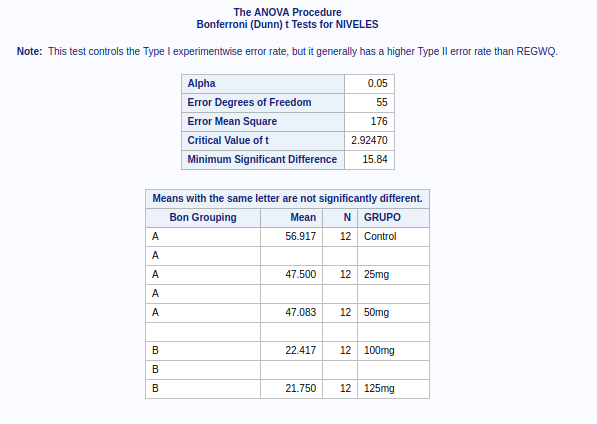 The ANOVA Procedure
Bonferroni (Dunn) t Tests for NIVELES
Note: This test controls the Type I experimentwise error rate, but it generally has a higher Type II error rate than REGWQ.
Alpha 0.05
Error Degrees of Freedom 55
Error Mean Square 176
Critical Value of t 2.92470
Minimum Significant Difference 15.84
Means with the same letter are not significantly different.
Bon Grouping Mean N GRUPO
A 56.917 12 Control
A
A 47.500 12 25mg
A
A 47.083 12 50mg
B 22.417 12 100mg
B
B 21.750 12 125mg